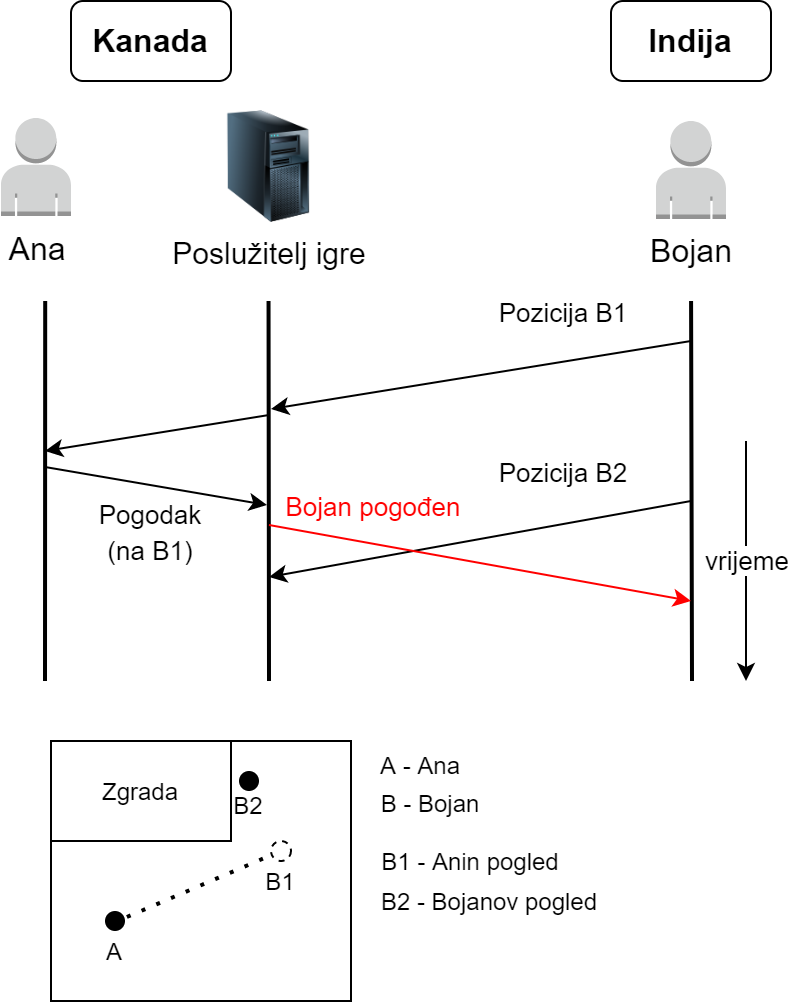 Kanada
Indija
Ana
Poslužitelj igre
Bojan
Pozicija B1
Pozicija B2
Bojan pogođen
Pogodak
(na B1)
vrijeme
Zgrada
B2
B1
A
A - Ana
B - Bojan
B1 - Anin pogled
B2 - Bojanov pogled